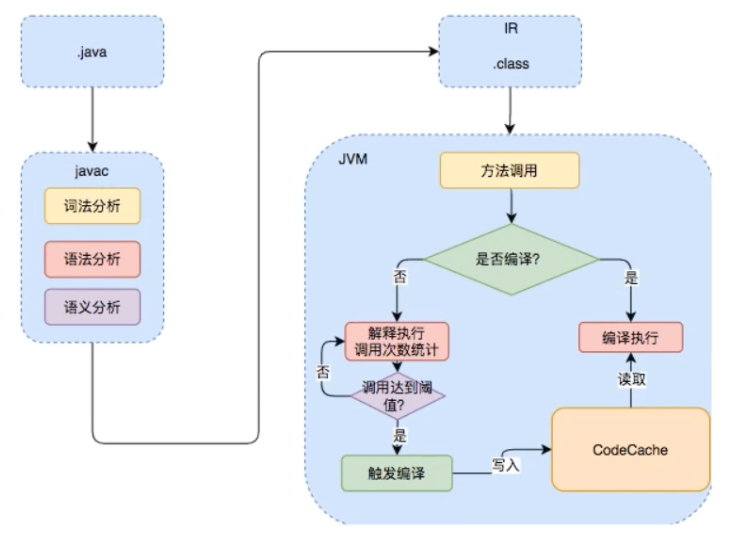 .java
javac
词法分析
语法分析
语义分析
IR
.class
JVM
方法调用
是否编译?
否
是
解释执行
调用次数统计
编译执行
否
调用达到阈
值?
读取
是
CodeCache
触发编译
写入